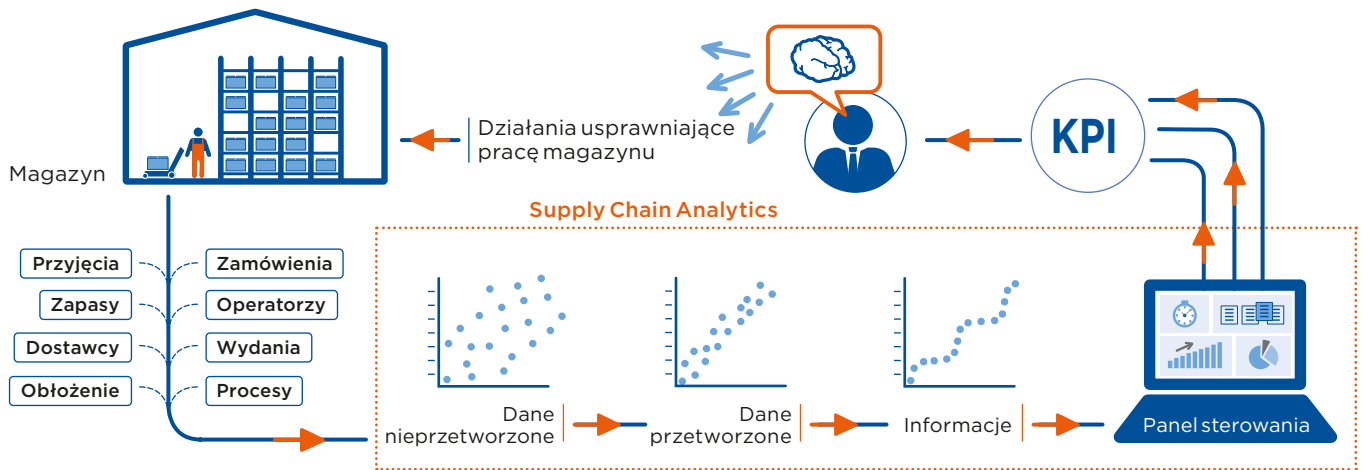 Magazyn
Działania usprawniające
pracę magazynu
KPI
Supply Chain Analytics
Przyjęcia
Zamówienia
Zapasy
Operatorzy
Dostawcy
Wydania
Obłożenie
Procesy
Dane
nieprzetworzone
Dane
przetworzone
Informacje
Panel sterowania